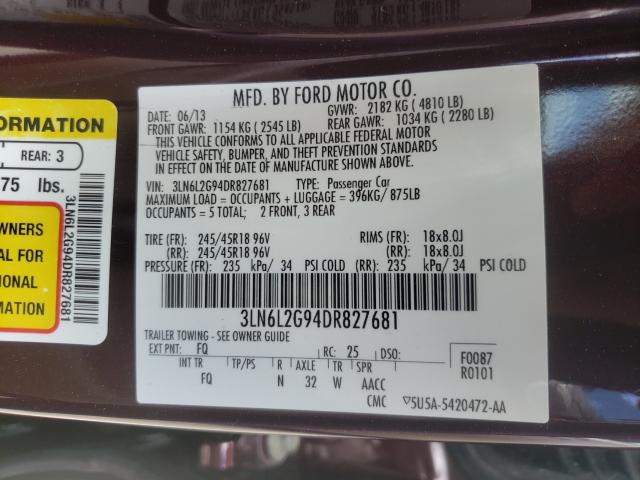 MFD. BY FORD MOTOR CO.
DATE: 06/13 GVWR: 2182 KG ( 4810 LB)
FRONT GAWR: 1154 KG ( 2545 LB) REAR GAWR: 1034 KG ( 2280 LB)
THIS VEHICLE CONFORMS TO ALL APPLICABLE FEDERAL MOTOR
VEHICLE SAFETY, BUMPER, AND THEFT PREVENTION STANDARDS
IN EFFECT ON THE DATE OF MANUFACTURE SHOWN ABOVE.
VIN: 3LN6L2G94DR827681 TYPE: Passenger Car
MAXIMUM LOAD = OCCUPANTS + LUGGAGE = 396KG/ 875LB
OCCUPANTS = 5 TOTAL; 2 FRONT, 3 REAR
TIRE (FR): 245/45R18 96V RIMS (FR): 18x8.0J
(RR): 245/45R18 96V (RR): 18x8.0J
PRESSURE (FR): 235 kPa/ 34 PSI COLD (RR): 235 kPa/ 34 PSI COLD
3LN6L2G94DR827681
TRAILER TOWING - SEE OWNER GUIDE
EXT PNT: FQ RC: 25 DSO: F0087
INT TR TP/PS R AXLE TR SPR R0101
FQ N 32 W AACC
CMC 5U5A-5420472-AA
FORMATION
REAR: 3
75 lbs.
WNERS
AL FOR
IONAL
3LN6L2G94DR827681